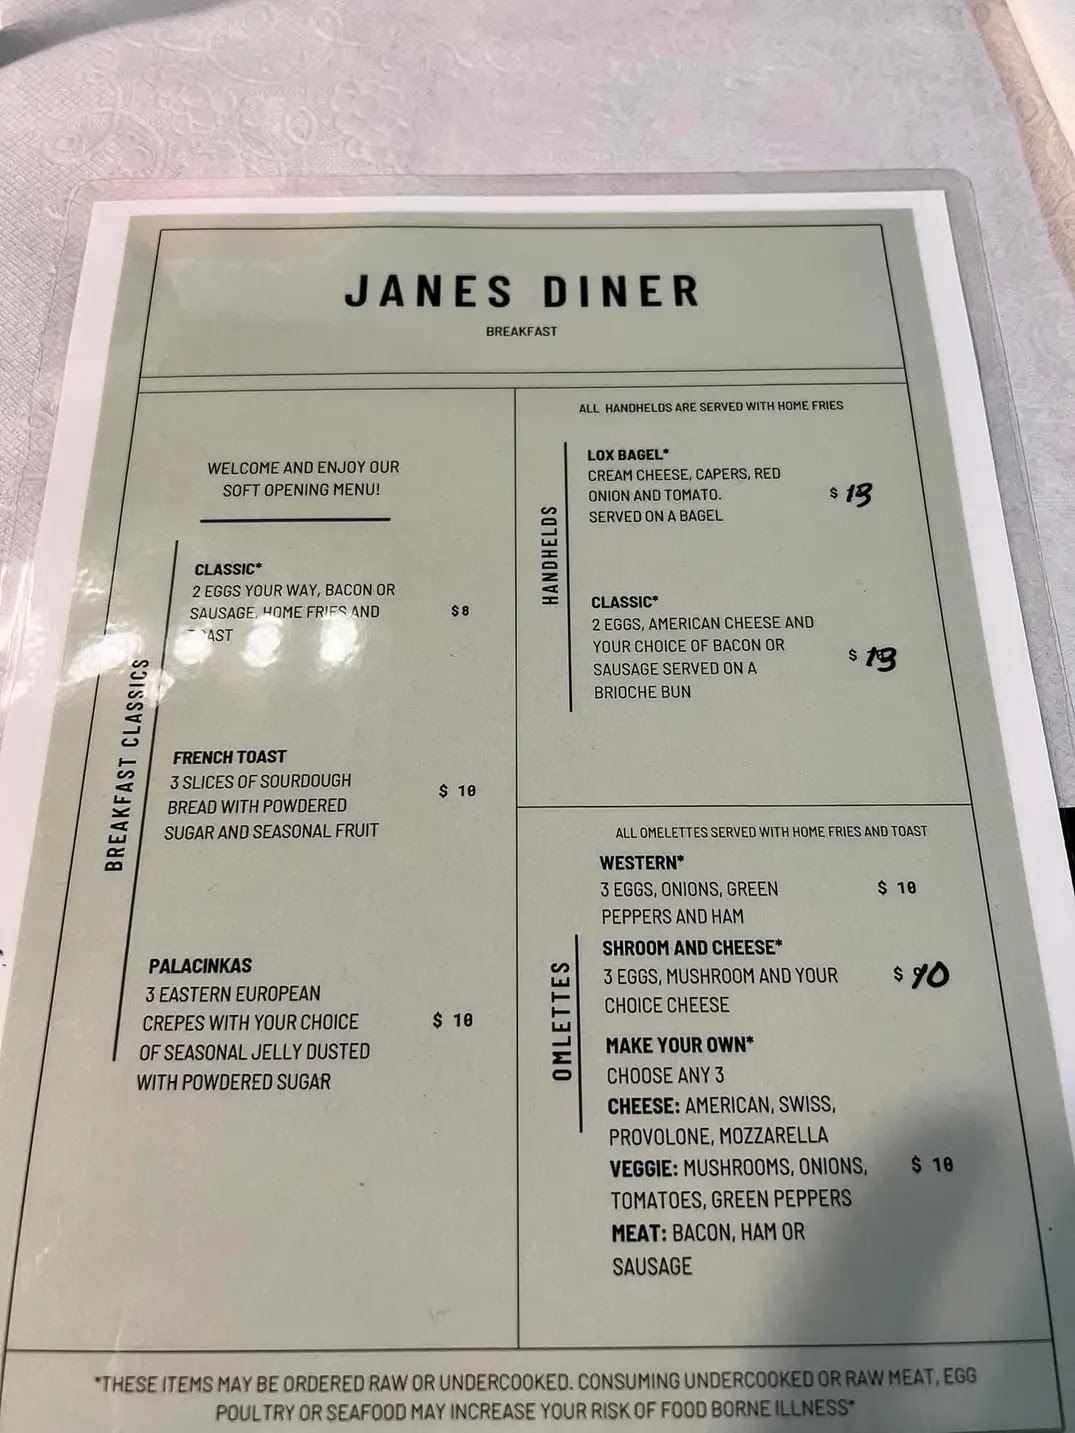 JANES DINER
BREAKFAST
WELCOME AND ENJOY OUR
SOFT OPENING MENU!
BREAKFAST CLASSICS
CLASSIC*
2 EGGS YOUR WAY, BACON OR
SAUSAGE, HOME FRIES AND
TOAST
$8
FRENCH TOAST
3 SLICES OF SOURDOUGH
BREAD WITH POWDERED
SUGAR AND SEASONAL FRUIT
$ 10
PALACINKAS
3 EASTERN EUROPEAN
CREPES WITH YOUR CHOICE
OF SEASONAL JELLY DUSTED
WITH POWDERED SUGAR
$ 10
ALL HANDHELDS ARE SERVED WITH HOME FRIES
HANDHELDS
LOX BAGEL*
CREAM CHEESE, CAPERS, RED
ONION AND TOMATO.
SERVED ON A BAGEL
$ 13
CLASSIC*
2 EGGS, AMERICAN CHEESE AND
YOUR CHOICE OF BACON OR
SAUSAGE SERVED ON A
BRIOCHE BUN
$ 13
ALL OMELETTES SERVED WITH HOME FRIES AND TOAST
OMLETTES
WESTERN*
3 EGGS, ONIONS, GREEN
PEPPERS AND HAM
$ 10
SHROOM AND CHEESE*
3 EGGS, MUSHROOM AND YOUR
CHOICE CHEESE
$ 10
MAKE YOUR OWN*
CHOOSE ANY 3
CHEESE: AMERICAN, SWISS,
PROVOLONE, MOZZARELLA
VEGGIE: MUSHROOMS, ONIONS,
TOMATOES, GREEN PEPPERS
MEAT: BACON, HAM OR
SAUSAGE
$ 10
*THESE ITEMS MAY BE ORDERED RAW OR UNDERCOOKED. CONSUMING UNDERCOOKED OR RAW MEAT, EGG
POULTRY OR SEAFOOD MAY INCREASE YOUR RISK OF FOOD BORNE ILLNESS*